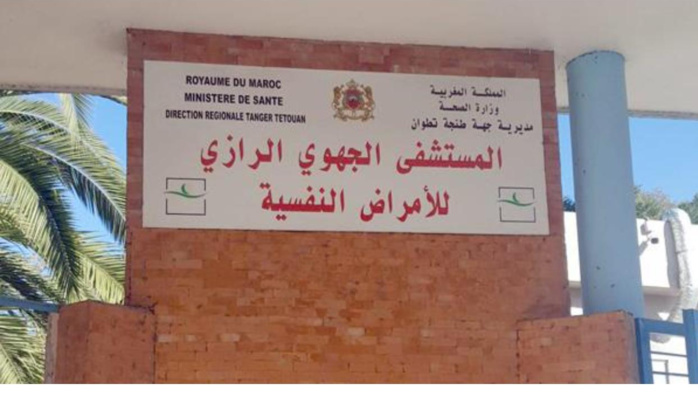 ROYAUME DU MAROC
MINISTERE DE SANTE
DIRECTION REGIONALE TANGER TETOUAN
المملكة المغربية
وزارة الصحة
مديرية جهة طنجة تطوان
المستشفى الجهوي الرازي
للأمراض النفسية